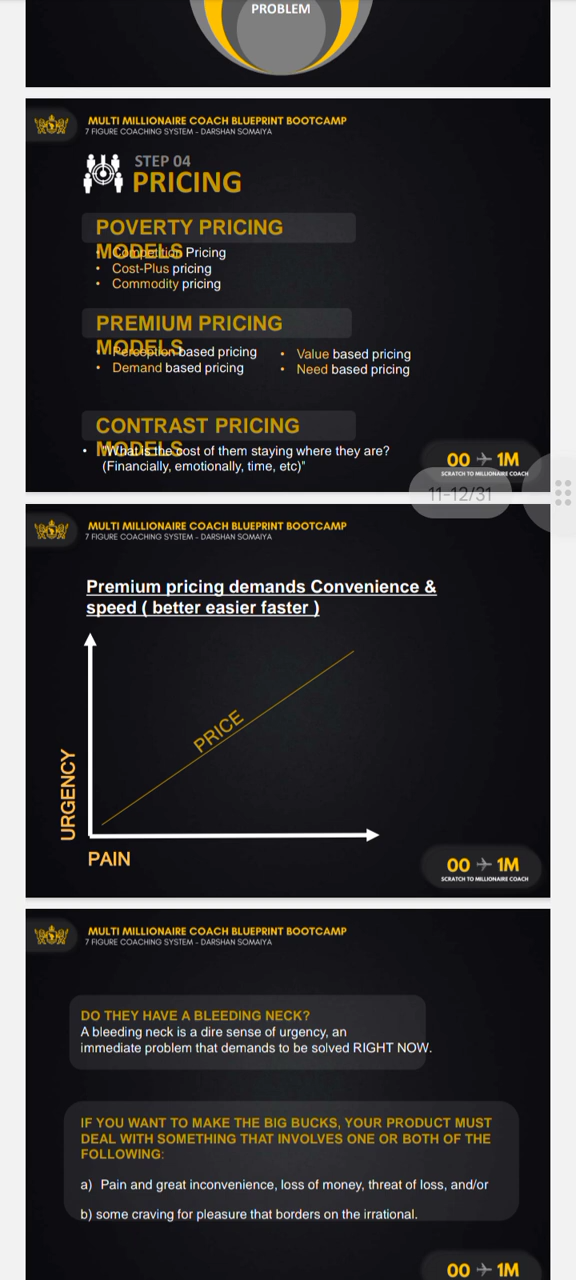 PROBLEM
MULTI MILLIONAIRE COACH BLUEPRINT BOOTCAMP
7 FIGURE COACHING SYSTEM - DARSHAN SOMAIYA
STEP 04
PRICING
POVERTY PRICING
MODELS
• Competition Pricing
• Cost-Plus pricing
• Commodity pricing
PREMIUM PRICING
MODELS
• Perception based pricing
• Demand based pricing
• Value based pricing
• Need based pricing
CONTRAST PRICING
MODELS
• "What is the cost of them staying where they are?
(Financially, emotionally, time, etc)"
00 1M
SCRATCH TO MILLIONAIRE COACH
11-12/31
MULTI MILLIONAIRE COACH BLUEPRINT BOOTCAMP
7 FIGURE COACHING SYSTEM - DARSHAN SOMAIYA
Premium pricing demands Convenience &
speed ( better easier faster )
PRICE
URGENCY
PAIN
00 1M
SCRATCH TO MILLIONAIRE COACH
MULTI MILLIONAIRE COACH BLUEPRINT BOOTCAMP
7 FIGURE COACHING SYSTEM - DARSHAN SOMAIYA
DO THEY HAVE A BLEEDING NECK?
A bleeding neck is a dire sense of urgency, an
immediate problem that demands to be solved RIGHT NOW.
IF YOU WANT TO MAKE THE BIG BUCKS, YOUR PRODUCT MUST
DEAL WITH SOMETHING THAT INVOLVES ONE OR BOTH OF THE
FOLLOWING:
a) Pain and great inconvenience, loss of money, threat of loss, and/or
b) some craving for pleasure that borders on the irrational.
00 1M